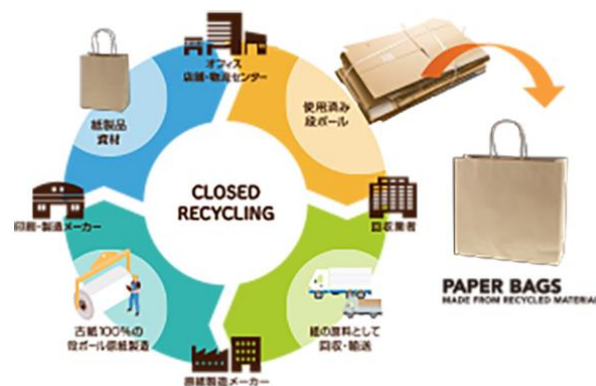 オフィス
店舗・物流センター
使用済み
段ボール
回収業者
紙の原料として
回収・輸送
原紙製造メーカー
古紙100%の
段ボール原紙製造
印刷・製造メーカー
紙製品
資材
CLOSED
RECYCLING
PAPER BAGS
MADE FROM RECYCLED MATERIA